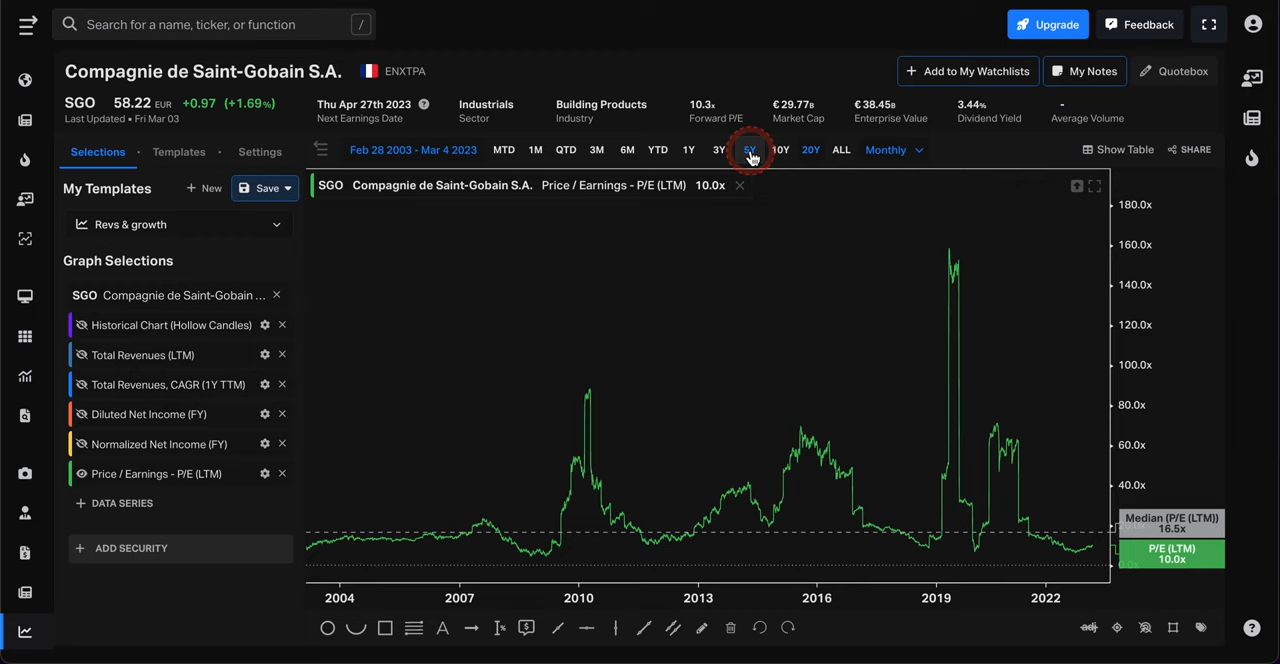 Search for a name, ticker, or function /
Upgrade
Feedback
Compagnie de Saint-Gobain S.A. ENXTPA
+ Add to My Watchlists
My Notes
Quotebox
SGO 58.22 EUR +0.97 (+1.69%)
Last Updated • Fri Mar 03
Thu Apr 27th 2023 ?
Next Earnings Date
Industrials
Sector
Building Products
Industry
10.3x
Forward P/E
€29.77B
Market Cap
€38.45B
Enterprise Value
3.44%
Dividend Yield
-
Average Volume
Selections • Templates • Settings
Feb 28 2003 - Mar 4 2023 MTD 1M QTD 3M 6M YTD 1Y 3Y 5Y 10Y 20Y ALL Monthly
Show Table SHARE
My Templates + New Save
Revs & growth
Graph Selections
SGO Compagnie de Saint-Gobain ...
Historical Chart (Hollow Candles)
Total Revenues (LTM)
Total Revenues, CAGR (1Y TTM)
Diluted Net Income (FY)
Normalized Net Income (FY)
Price / Earnings - P/E (LTM)
+ DATA SERIES
+ ADD SECURITY
SGO Compagnie de Saint-Gobain S.A. Price / Earnings - P/E (LTM) 10.0x
180.0x
160.0x
140.0x
120.0x
100.0x
80.0x
60.0x
40.0x
Median (P/E (LTM))
16.5x
P/E (LTM)
10.0x
0.0x
2004 2007 2010 2013 2016 2019 2022
A
adj
?